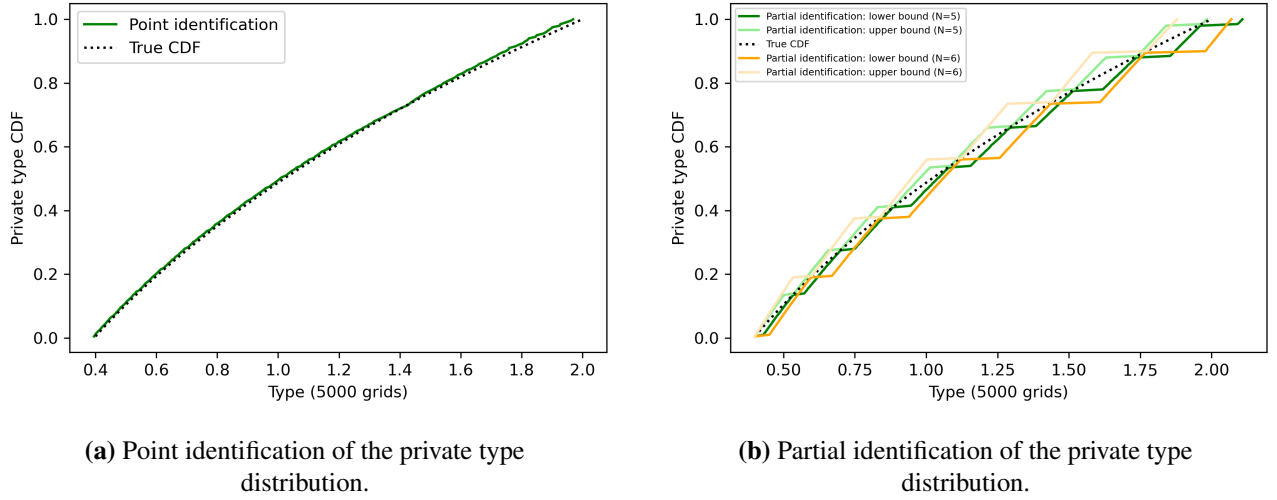 Point identification
True CDF
Private type CDF
1.0
0.8
0.6
0.4
0.2
0.0
0.4 0.6 0.8 1.0 1.2 1.4 1.6 1.8 2.0
Type (5000 grids)
(a) Point identification of the private type
distribution.
Partial identification: lower bound (N=5)
Partial identification: upper bound (N=5)
True CDF
Partial identification: lower bound (N=6)
Partial identification: upper bound (N=6)
Private type CDF
1.0
0.8
0.6
0.4
0.2
0.0
0.50 0.75 1.00 1.25 1.50 1.75 2.00
Type (5000 grids)
(b) Partial identification of the private type
distribution.